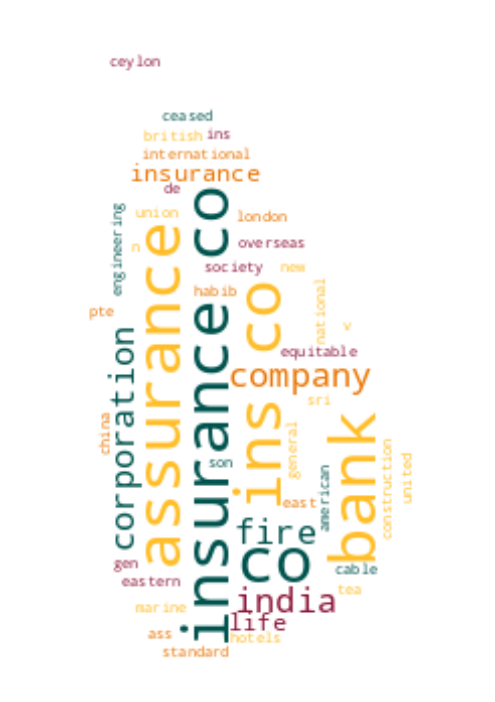 ceylon
ceased
british
ins
international
insurance
de
union
london
engineering
n
overseas
society
new
habib
national
pte
v
equitable
company
sri
insurance co
assurance
ins co
corporation
china
bank
general
son
construction
united
american
east
fire
co
gen
cable
eastern
tea
india
marine
life
ass
hotels
standard